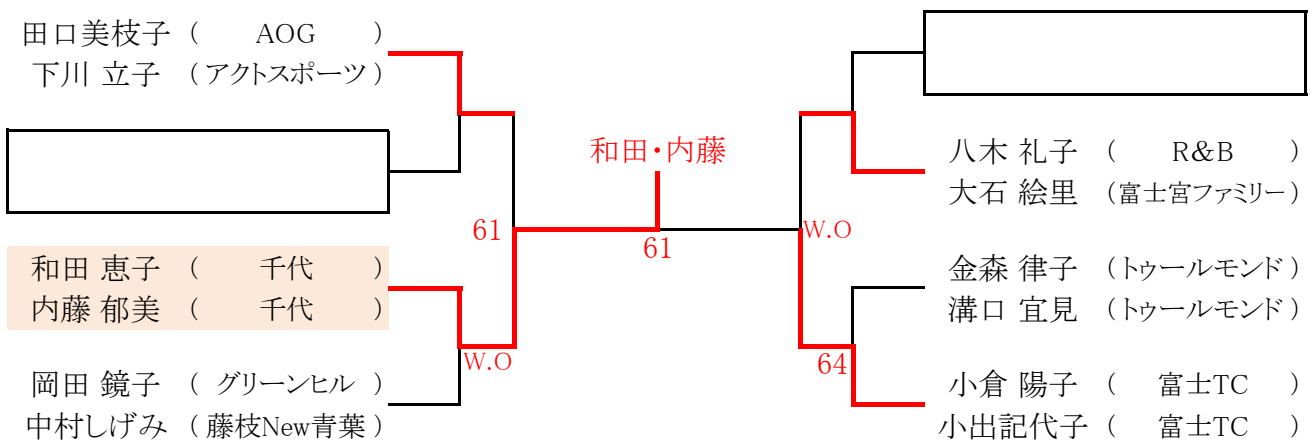 田口美枝子 ( AOG )
下川 立子 (アクトスポーツ)
和田 恵子 ( 千代 )
内藤 郁美 ( 千代 )
岡田 鏡子 ( グリーンヒル )
中村しげみ (藤枝New青葉)
61
W.O
和田・内藤
61
W.O
64
八木 礼子 ( R&B )
大石 絵里 (富士宮ファミリー)
金森 律子 (トゥールモンド)
溝口 宜見 (トゥールモンド)
小倉 陽子 ( 富士TC )
小出記代子 ( 富士TC )